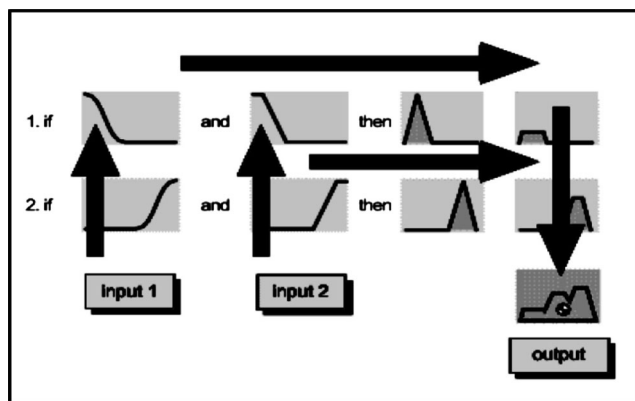 1. if and then
2. if and then
input 1 input 2
output